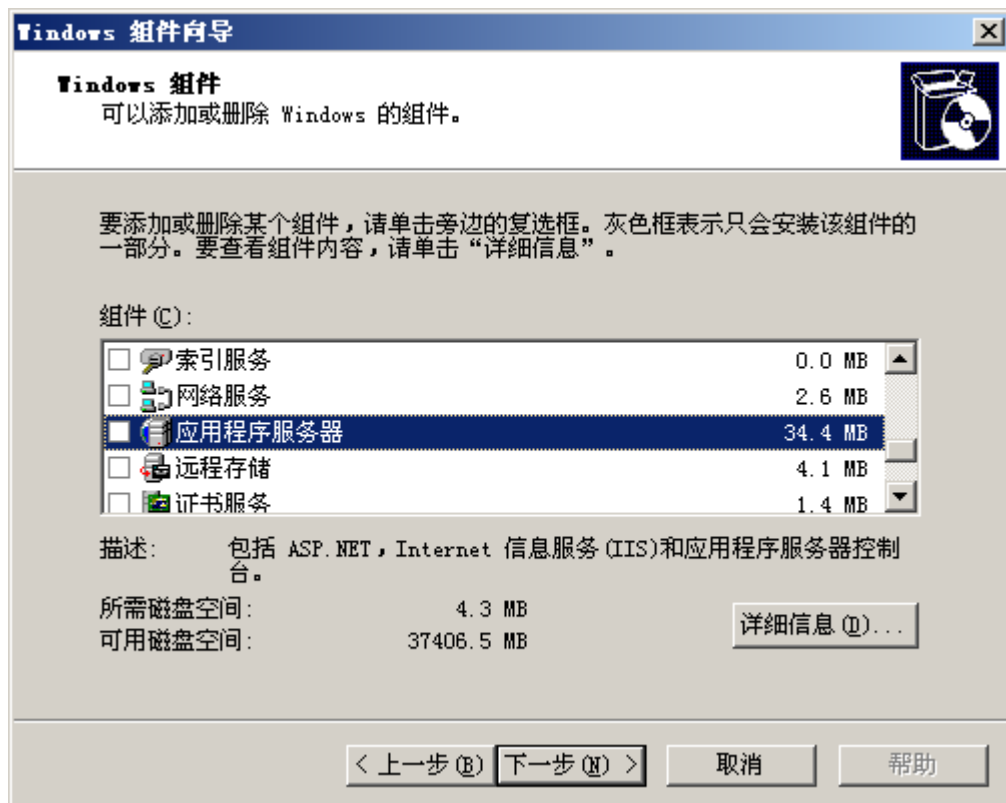 Windows 组件向导
Windows 组件
可以添加或删除 Windows 的组件。
要添加或删除某个组件，请单击旁边的复选框。灰色框表示只会安装该组件的
一部分。要查看组件内容，请单击“详细信息”。
组件(C):
索引服务 0.0 MB
网络服务 2.6 MB
应用程序服务器 34.4 MB
远程存储 4.1 MB
证书服务 1.4 MB
描述: 包括 ASP.NET，Internet 信息服务(IIS)和应用程序服务器控制
台。
所需磁盘空间: 4.3 MB
可用磁盘空间: 37406.5 MB
详细信息(D)...
< 上一步(B) 下一步(N) > 取消 帮助